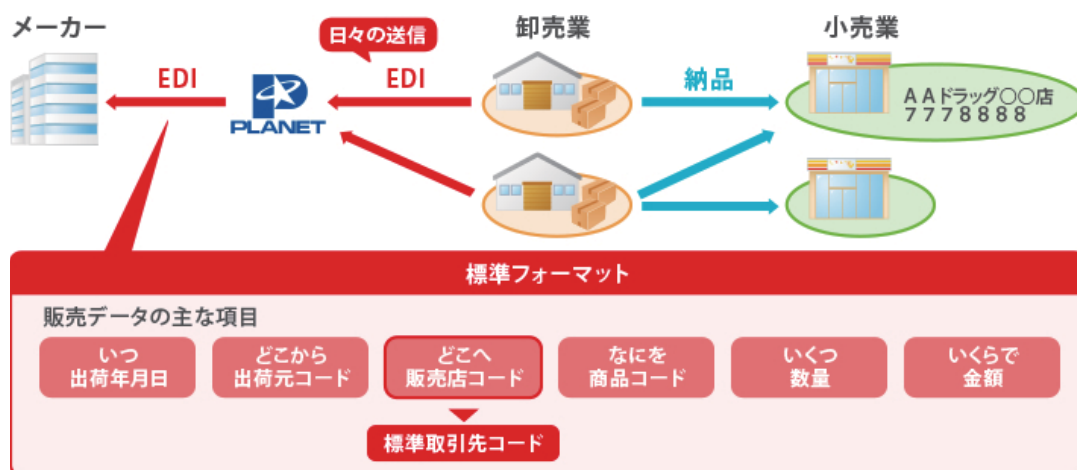 メーカー
卸売業
小売業
日々の送信
EDI
EDI
納品
PLANET
AAドラッグ〇〇店
7778888
標準フォーマット
販売データの主な項目
いつ
出荷年月日
どこから
出荷元コード
どこへ
販売店コード
なにを
商品コード
いくつ
数量
いくらで
金額
標準取引先コード